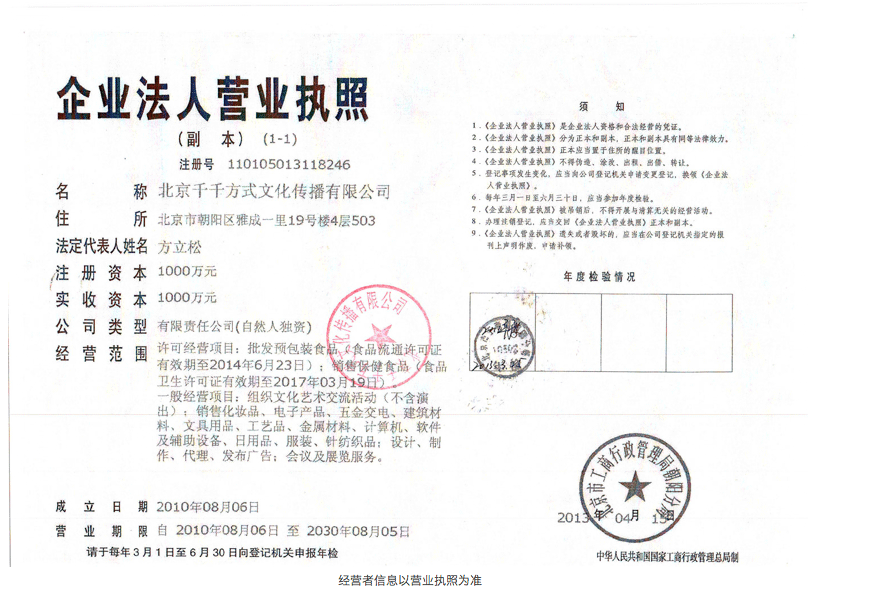 企业法人营业执照
（副 本） （1-1）
注册号 110105013118246
名 称 北京千千方式文化传播有限公司
住 所 北京市朝阳区雅成一里19号楼4层503
法定代表人姓名 方立松
注 册 资 本 1000万元
实 收 资 本 1000万元
公 司 类 型 有限责任公司(自然人独资)
经 营 范 围 许可经营项目：批发预包装食品（食品流通许可证
有效期至2014年6月23日）；销售保健食品（食品
卫生许可证有效期至2017年03月19日）。
一般经营项目：组织文化艺术交流活动（不含演
出）；销售化妆品、电子产品、五金交电、建筑材
料、文具用品、工艺品、金属材料、计算机、软件
及辅助设备、日用品、服装、针纺织品；设计、制
作、代理、发布广告；会议及展览服务。
成 立 日 期 2010年08月06日
营 业 期 限 自 2010年08月06日 至 2030年08月05日
请于每年3月1日至6月30日向登记机关申报年检
须 知
1．《企业法人营业执照》是企业法人资格和合法经营的凭证。
2．《企业法人营业执照》分为正本和副本，正本和副本具有同等法律效力。
3．《企业法人营业执照》正本应当置于住所的醒目位置。
4．《企业法人营业执照》不得伪造、涂改、出租、出借、转让。
5．登记事项发生变化，应当向公司登记机关申请变更登记，换领《企业法
人营业执照》。
6．每年三月一日至六月三十日，应当参加年度检验。
7．《企业法人营业执照》被吊销后，不得开展与清算无关的经营活动。
8．办理注销登记，应当交回《企业法人营业执照》正本和副本。
9．《企业法人营业执照》遗失或者毁坏的，应当在公司登记机关指定的报
刊上声明作废，申请补领。
年度检验情况
文化传播有限公司
北京市工商行政管理局朝阳分局
2013年 04月 15日
中华人民共和国国家工商行政管理总局制
经营者信息以营业执照为准